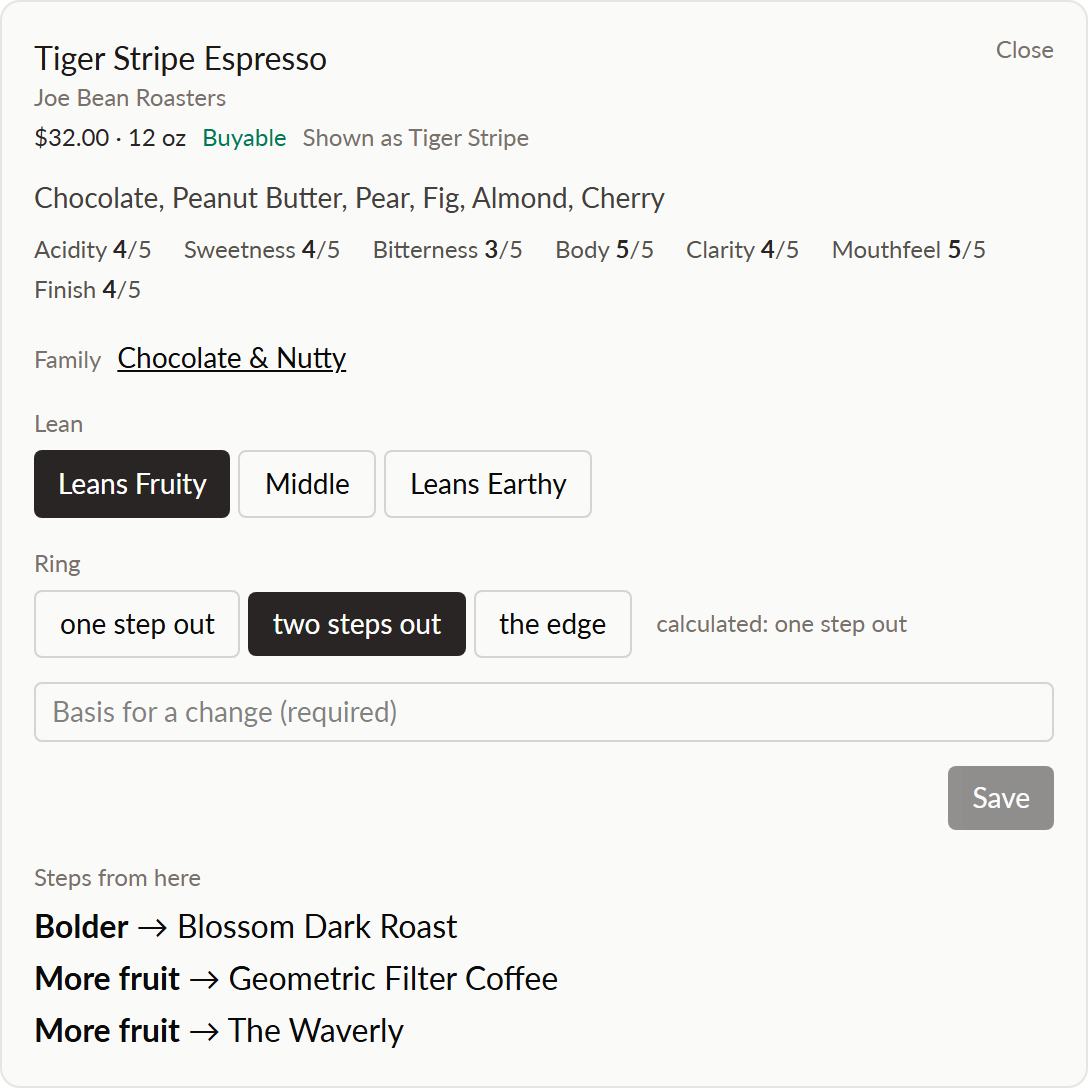 Tiger Stripe Espresso
Close
Joe Bean Roasters
$32.00 · 12 oz Buyable Shown as Tiger Stripe
Chocolate, Peanut Butter, Pear, Fig, Almond, Cherry
Acidity 4/5 Sweetness 4/5 Bitterness 3/5 Body 5/5 Clarity 4/5 Mouthfeel 5/5
Finish 4/5
Family Chocolate & Nutty
Lean
Leans Fruity Middle Leans Earthy
Ring
one step out two steps out the edge calculated: one step out
Basis for a change (required)
Save
Steps from here
Bolder → Blossom Dark Roast
More fruit → Geometric Filter Coffee
More fruit → The Waverly